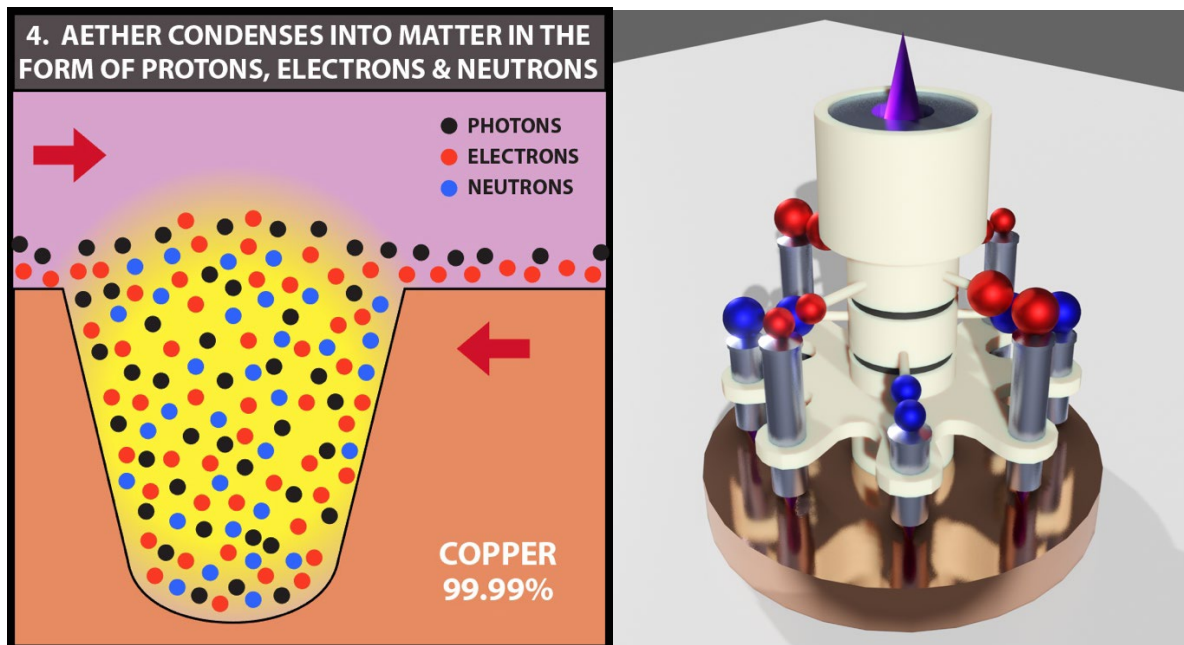 4. AETHER CONDENSES INTO MATTER IN THE
FORM OF PROTONS, ELECTRONS & NEUTRONS
PHOTONS
ELECTRONS
NEUTRONS
COPPER
99.99%